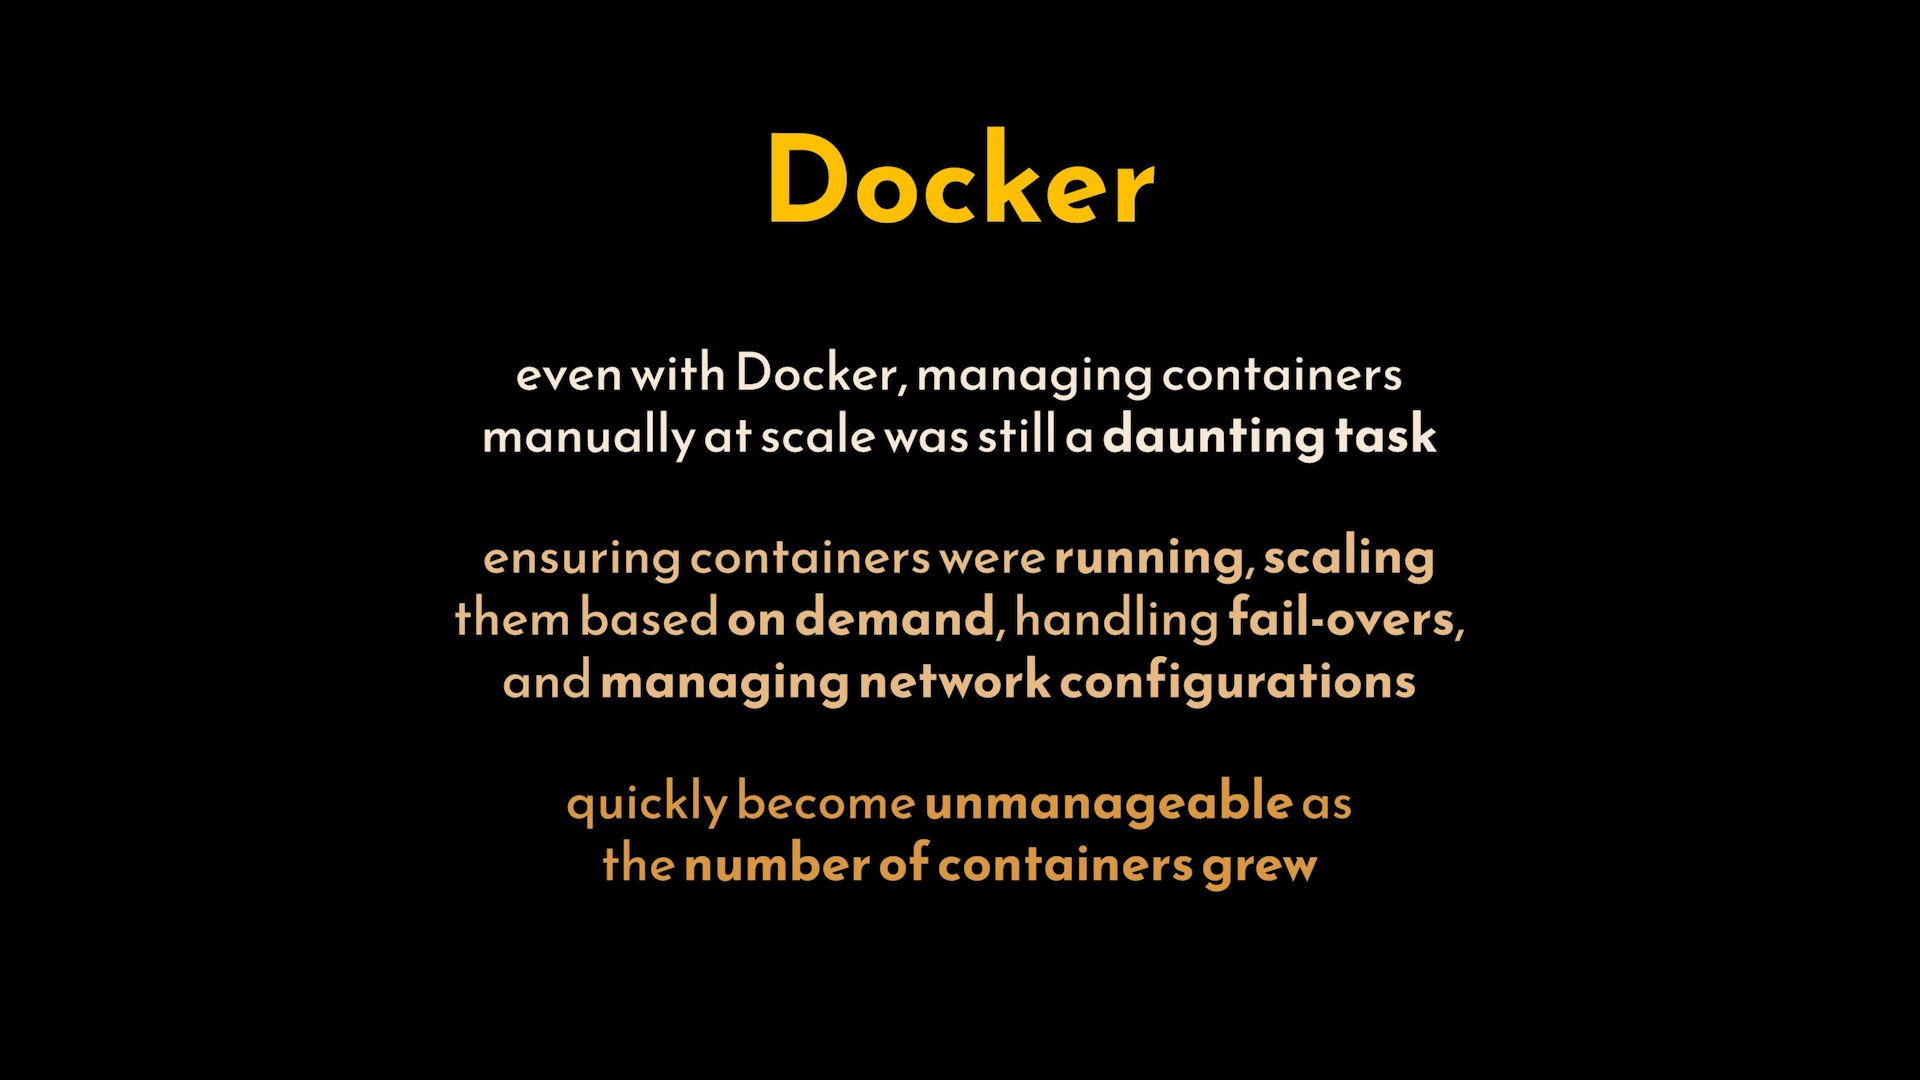 Docker
even with Docker, managing containers
manually at scale was still a daunting task
ensuring containers were running, scaling
them based on demand, handling fail-overs,
and managing network configurations
quickly become unmanageable as
the number of containers grew